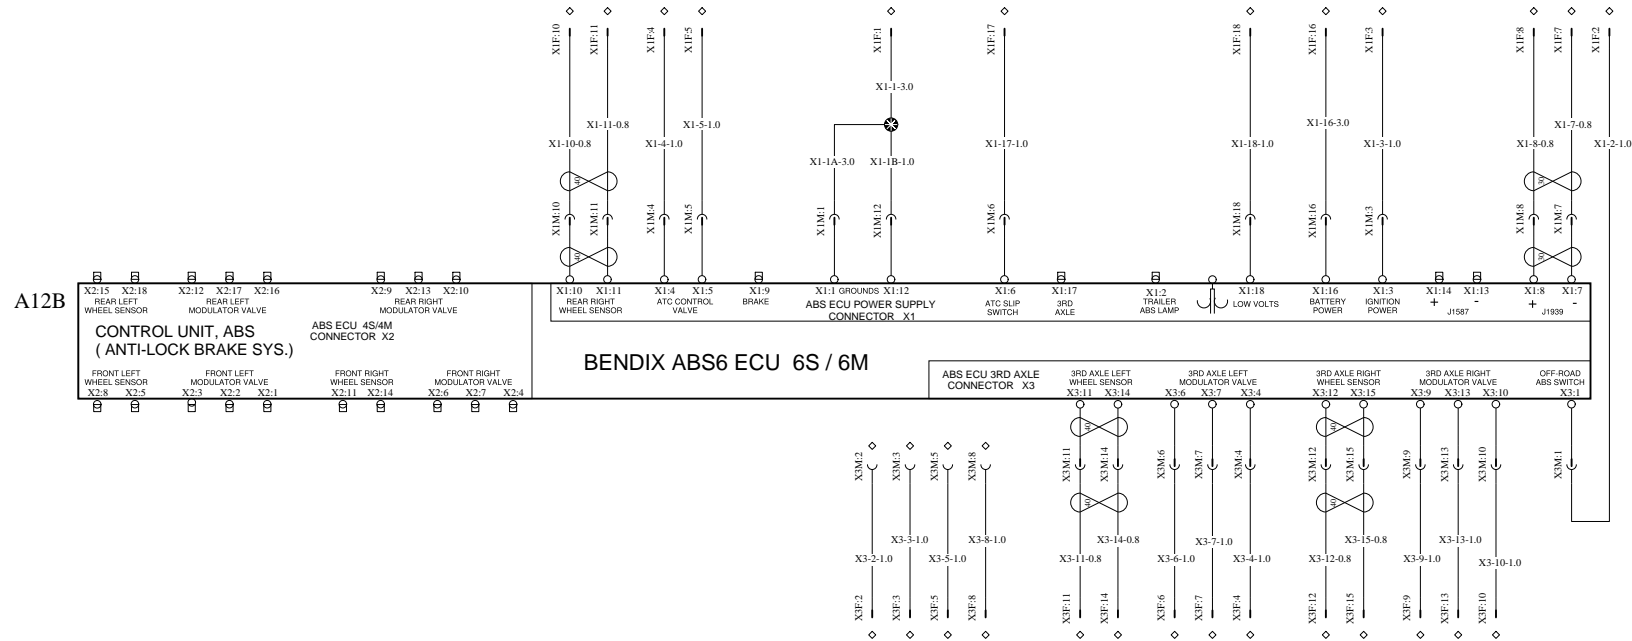 X1F:10 X1F:11 X1F:4 X1F:5 X1F:1 X1F:17 X1F:18 X1F:16 X1F:3 X1F:8 X1F:7 X1F:2
X1-1-3.0
X1-11-0.8 X1-5-1.0 X1-16-3.0 X1-7-0.8
X1-10-0.8 X1-4-1.0 X1-17-1.0 X1-18-1.0 X1-3-1.0 X1-8-0.8 X1-2-1.0
X1-1A-3.0 X1-1B-1.0
40 30
X1M:10 X1M:11 X1M:4 X1M:5 X1M:1 X1M:12 X1M:6 X1M:18 X1M:16 X1M:3 X1M:8 X1M:7
40 30
A12B
X2:15 X2:18 X2:12 X2:17 X2:16 X2:9 X2:13 X2:10 X1:10 X1:11 X1:4 X1:5 X1:9 X1:1 GROUNDS X1:12 X1:6 X1:17 X1:2 X1:18 X1:16 X1:3 X1:14 X1:13 X1:8 X1:7
REAR LEFT
WHEEL SENSOR
REAR LEFT
MODULATOR VALVE
REAR RIGHT
MODULATOR VALVE
REAR RIGHT
WHEEL SENSOR
ATC CONTROL
VALVE
BRAKE
ABS ECU POWER SUPPLY
CONNECTOR X1
ATC SLIP
SWITCH
3RD
AXLE
TRAILER
ABS LAMP
LOW VOLTS
BATTERY
POWER
IGNITION
POWER
+ -
J1587
+ -
J1939
CONTROL UNIT, ABS
( ANTI-LOCK BRAKE SYS.)
ABS ECU 4S/4M
CONNECTOR X2
BENDIX ABS6 ECU 6S / 6M
FRONT LEFT
WHEEL SENSOR
FRONT LEFT
MODULATOR VALVE
FRONT RIGHT
WHEEL SENSOR
FRONT RIGHT
MODULATOR VALVE
X2:8 X2:5 X2:3 X2:2 X2:1 X2:11 X2:14 X2:6 X2:7 X2:4
ABS ECU 3RD AXLE
CONNECTOR X3
3RD AXLE LEFT
WHEEL SENSOR
3RD AXLE LEFT
MODULATOR VALVE
3RD AXLE RIGHT
WHEEL SENSOR
3RD AXLE RIGHT
MODULATOR VALVE
OFF-ROAD
ABS SWITCH
X3:11 X3:14 X3:6 X3:7 X3:4 X3:12 X3:15 X3:9 X3:13 X3:10 X3:1
40 40
X3M:2 X3M:3 X3M:5 X3M:8 X3M:11 X3M:14 X3M:6 X3M:7 X3M:4 X3M:12 X3M:15 X3M:9 X3M:13 X3M:10 X3M:1
40 40
X3-3-1.0 X3-8-1.0 X3-14-0.8 X3-7-1.0 X3-15-0.8 X3-13-1.0
X3-2-1.0 X3-5-1.0 X3-11-0.8 X3-6-1.0 X3-4-1.0 X3-12-0.8 X3-9-1.0 X3-10-1.0
X3F:2 X3F:3 X3F:5 X3F:8 X3F:11 X3F:14 X3F:6 X3F:7 X3F:4 X3F:12 X3F:15 X3F:9 X3F:13 X3F:10